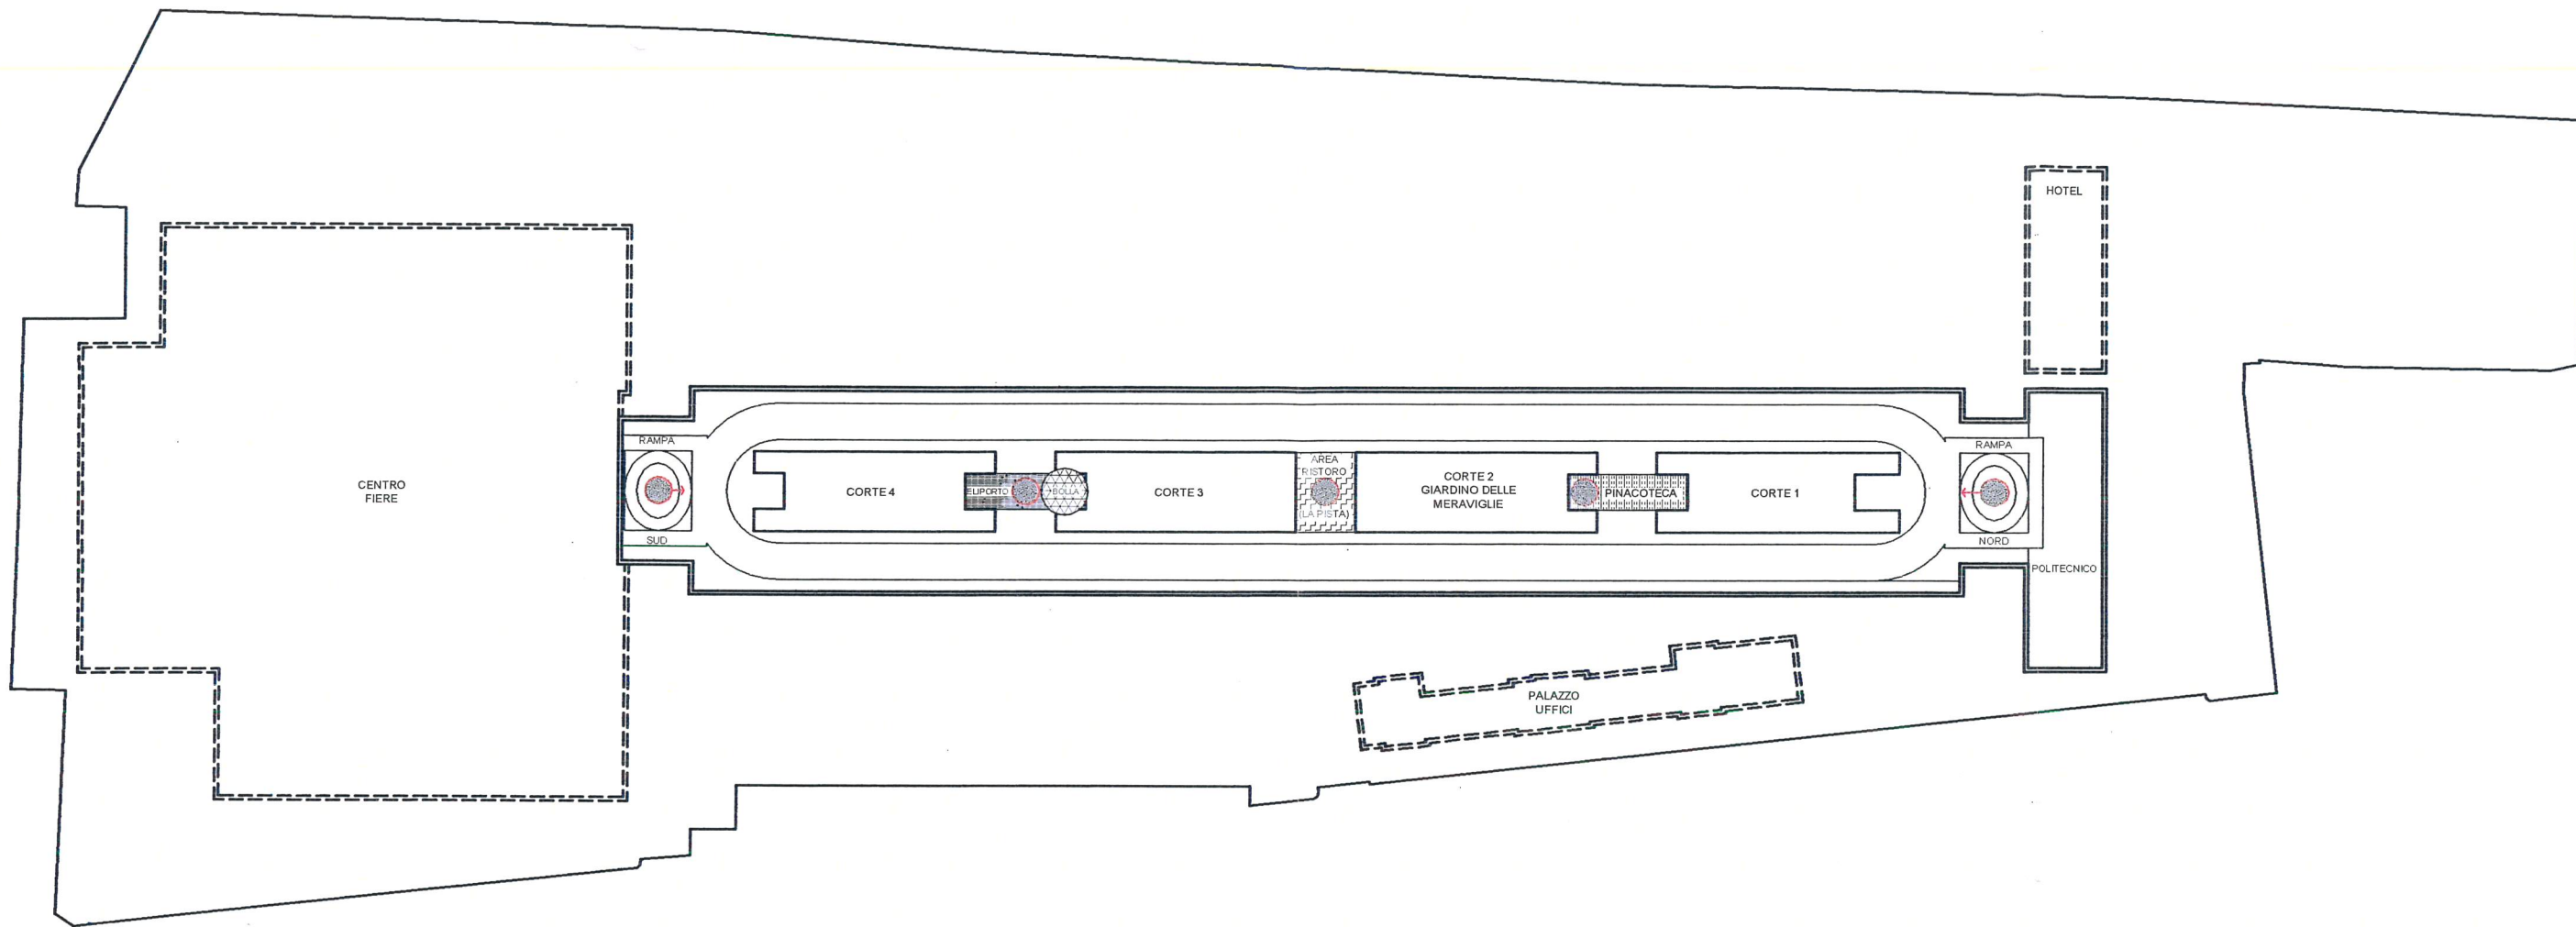 HOTEL
RAMPA
RAMPA
AREA
RISTORO
(LA PISTA)
CORTE 2
GIARDINO DELLE
MERAVIGLIE
CENTRO
FIERE
CORTE 4
ELIPORTO
BOLLA
CORTE 3
PINACOTECA
CORTE 1
SUD
NORD
POLITECNICO
PALAZZO
UFFICI